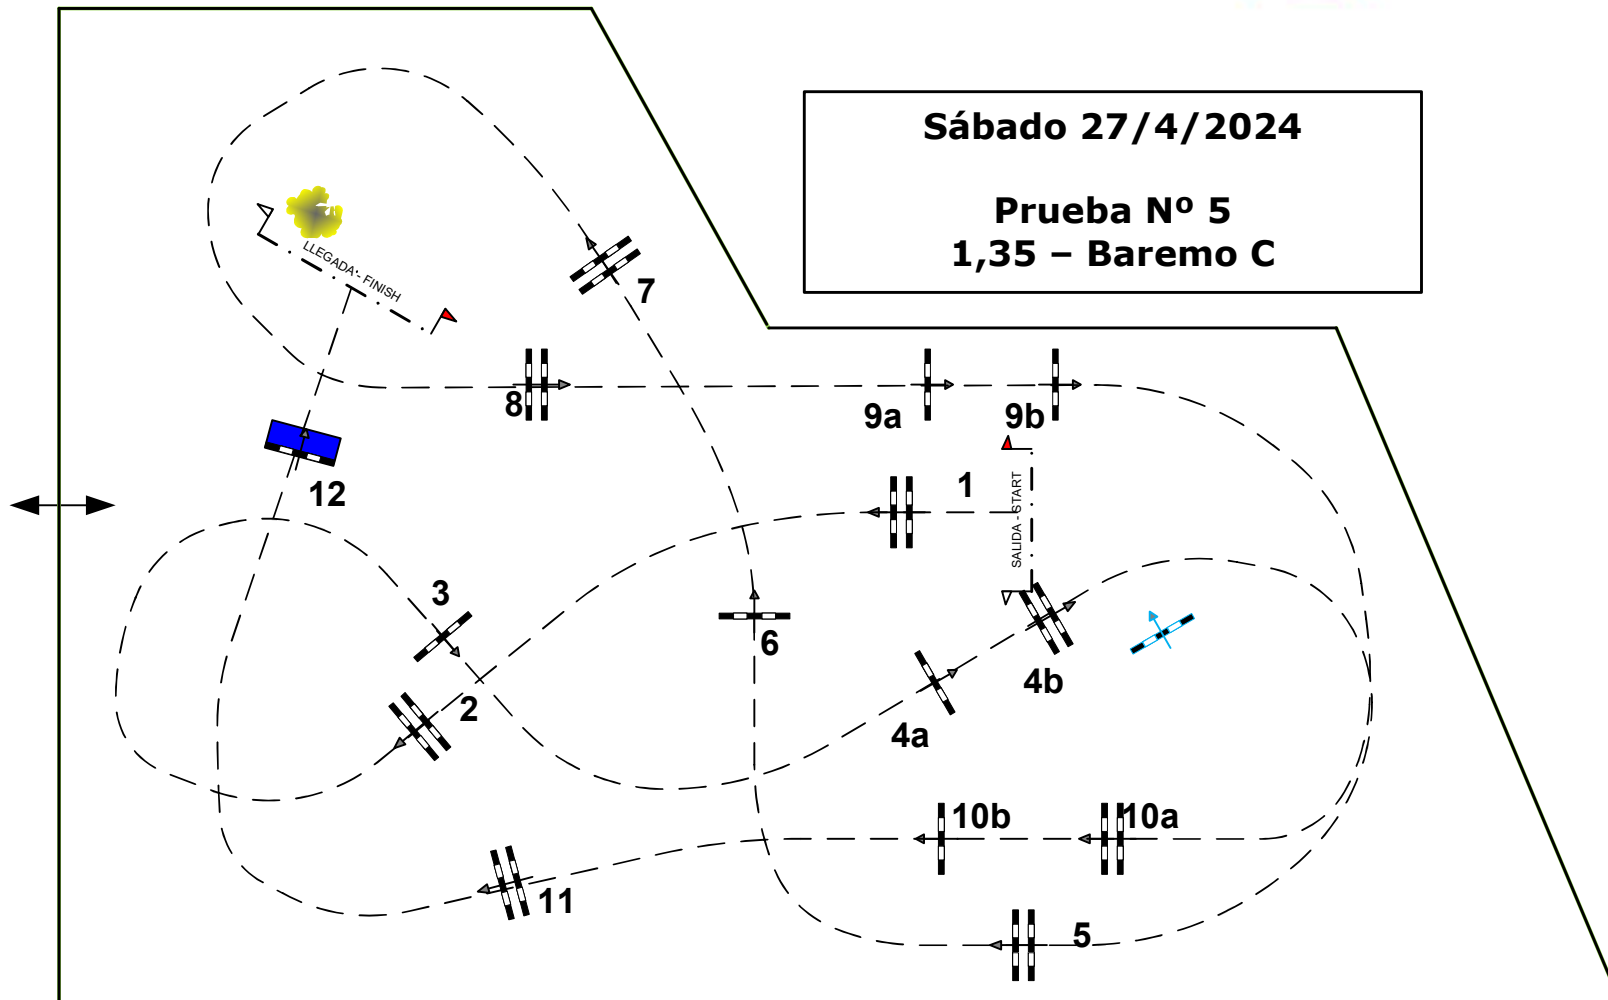 Sábado 27/4/2024
Prueba Nº 5
1,35 – Baremo C
LLEGADA - FINISH
7
8
9a
9b
12
1
SALIDA - START
3
6
4b
2
4a
10b
10a
11
5